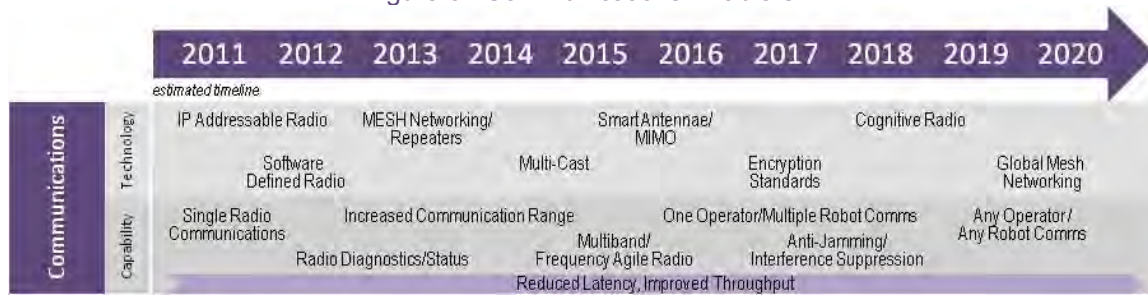 2011 2012 2013 2014 2015 2016 2017 2018 2019 2020
estimated timeline
Communications
Technology
IP Addressable Radio
MESH Networking/
Repeaters
Smart Antennae/
MIMO
Cognitive Radio
Software
Defined Radio
Multi-Cast
Encryption
Standards
Global Mesh
Networking
Capability
Single Radio
Communications
Increased Communication Range
One Operator/Multiple Robot Comms
Any Operator/
Any Robot Comms
Radio Diagnostics/Status
Multiband/
Frequency Agile Radio
Anti-Jamming/
Interference Suppression
Reduced Latency, Improved Throughput